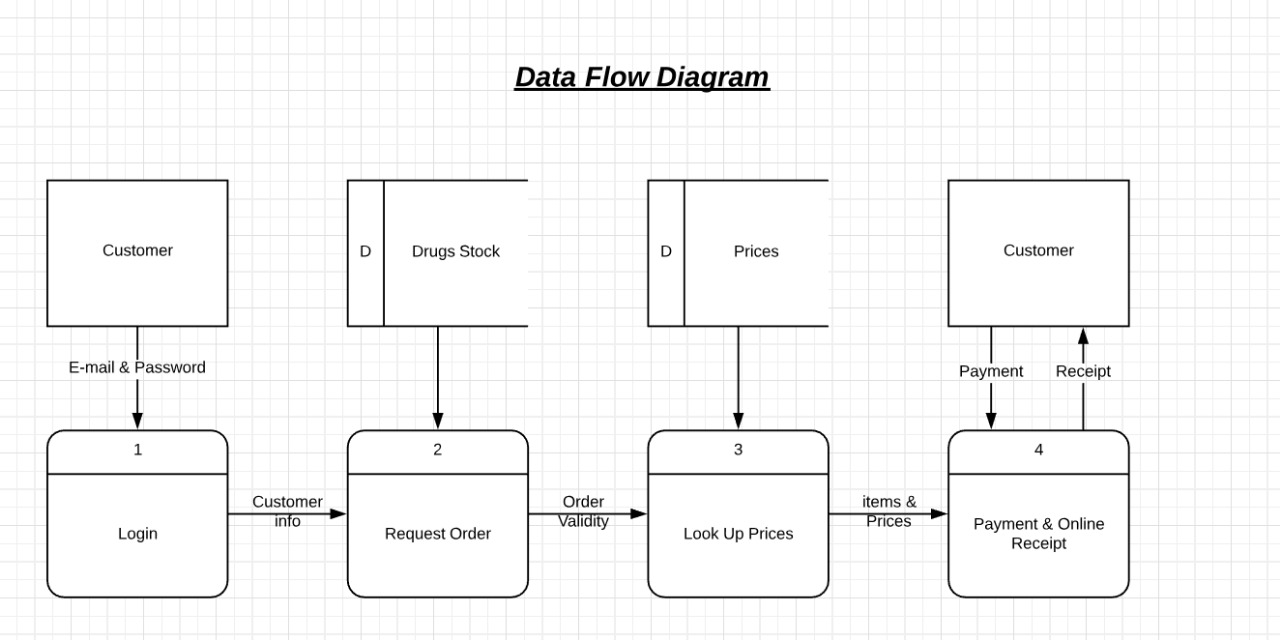 Data Flow Diagram
Customer
D
Drugs Stock
D
Prices
Customer
E-mail & Password
Payment
Receipt
1
2
3
4
Customer
info
Order
Validity
items &
Prices
Login
Request Order
Look Up Prices
Payment & Online
Receipt